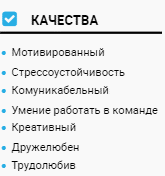 КАЧЕСТВА
Мотивированный
Стрессоустойчивость
Комуникабельный
Умение работать в команде
Креативный
Дружелюбен
Трудолюбив